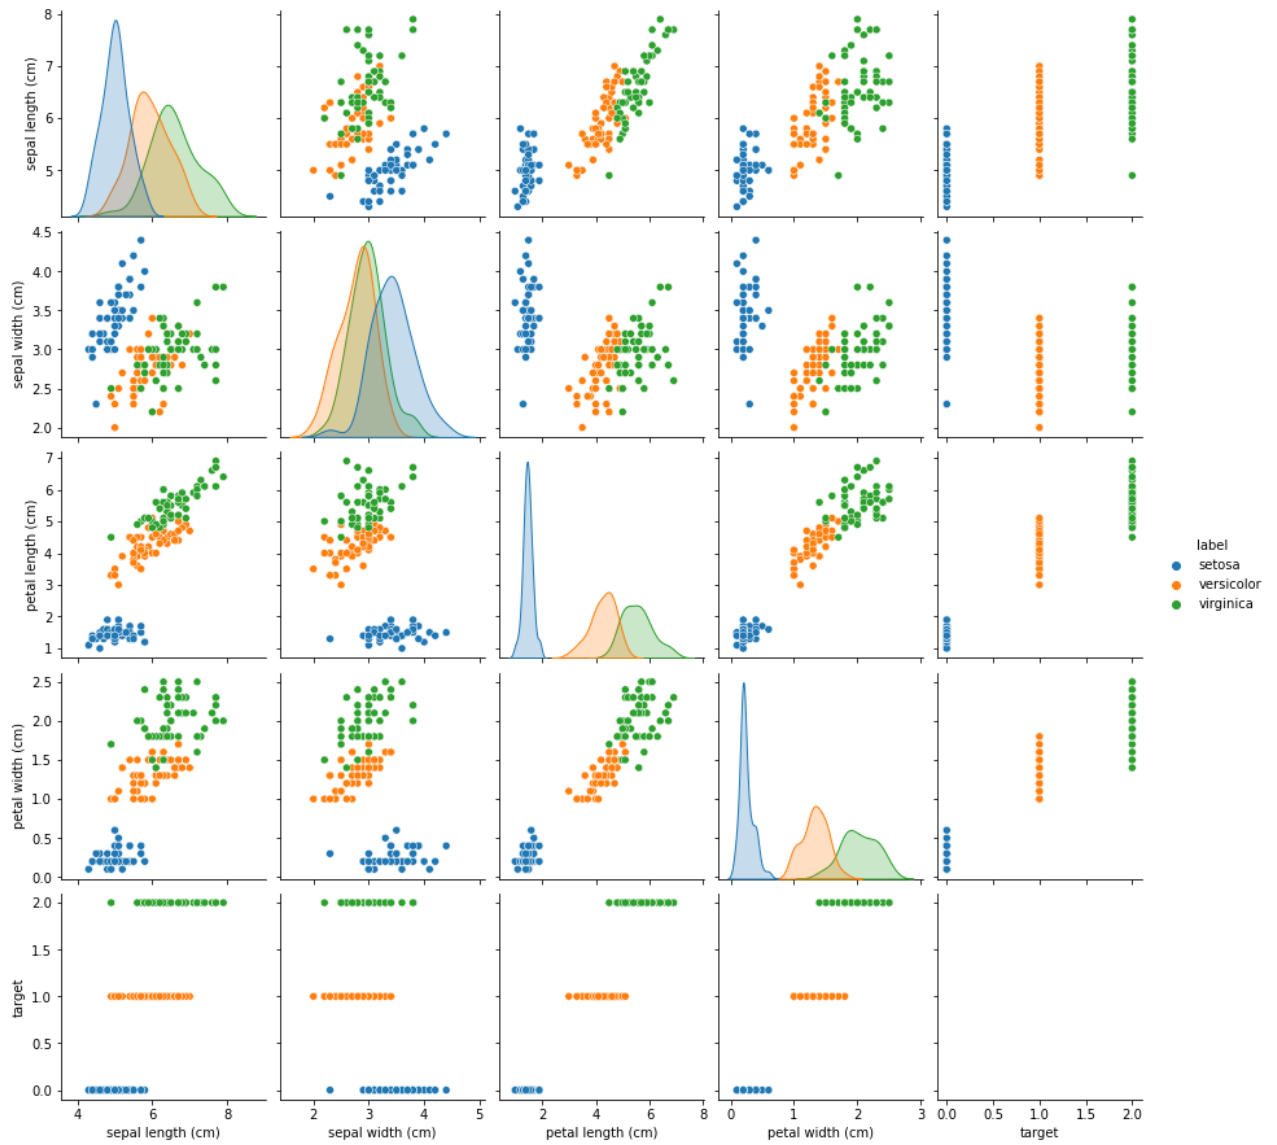 8
7
6
5
sepal length (cm)
4.5
4.0
3.5
3.0
2.5
2.0
sepal width (cm)
7
6
5
4
3
2
1
petal length (cm)
label
setosa
versicolor
virginica
2.5
2.0
1.5
1.0
0.5
0.0
petal width (cm)
2.0
1.5
1.0
0.5
0.0
target
4 6 8
2 3 4 5
2 4 6 8
0 1 2 3
0.0 0.5 1.0 1.5 2.0
sepal length (cm)
sepal width (cm)
petal length (cm)
petal width (cm)
target